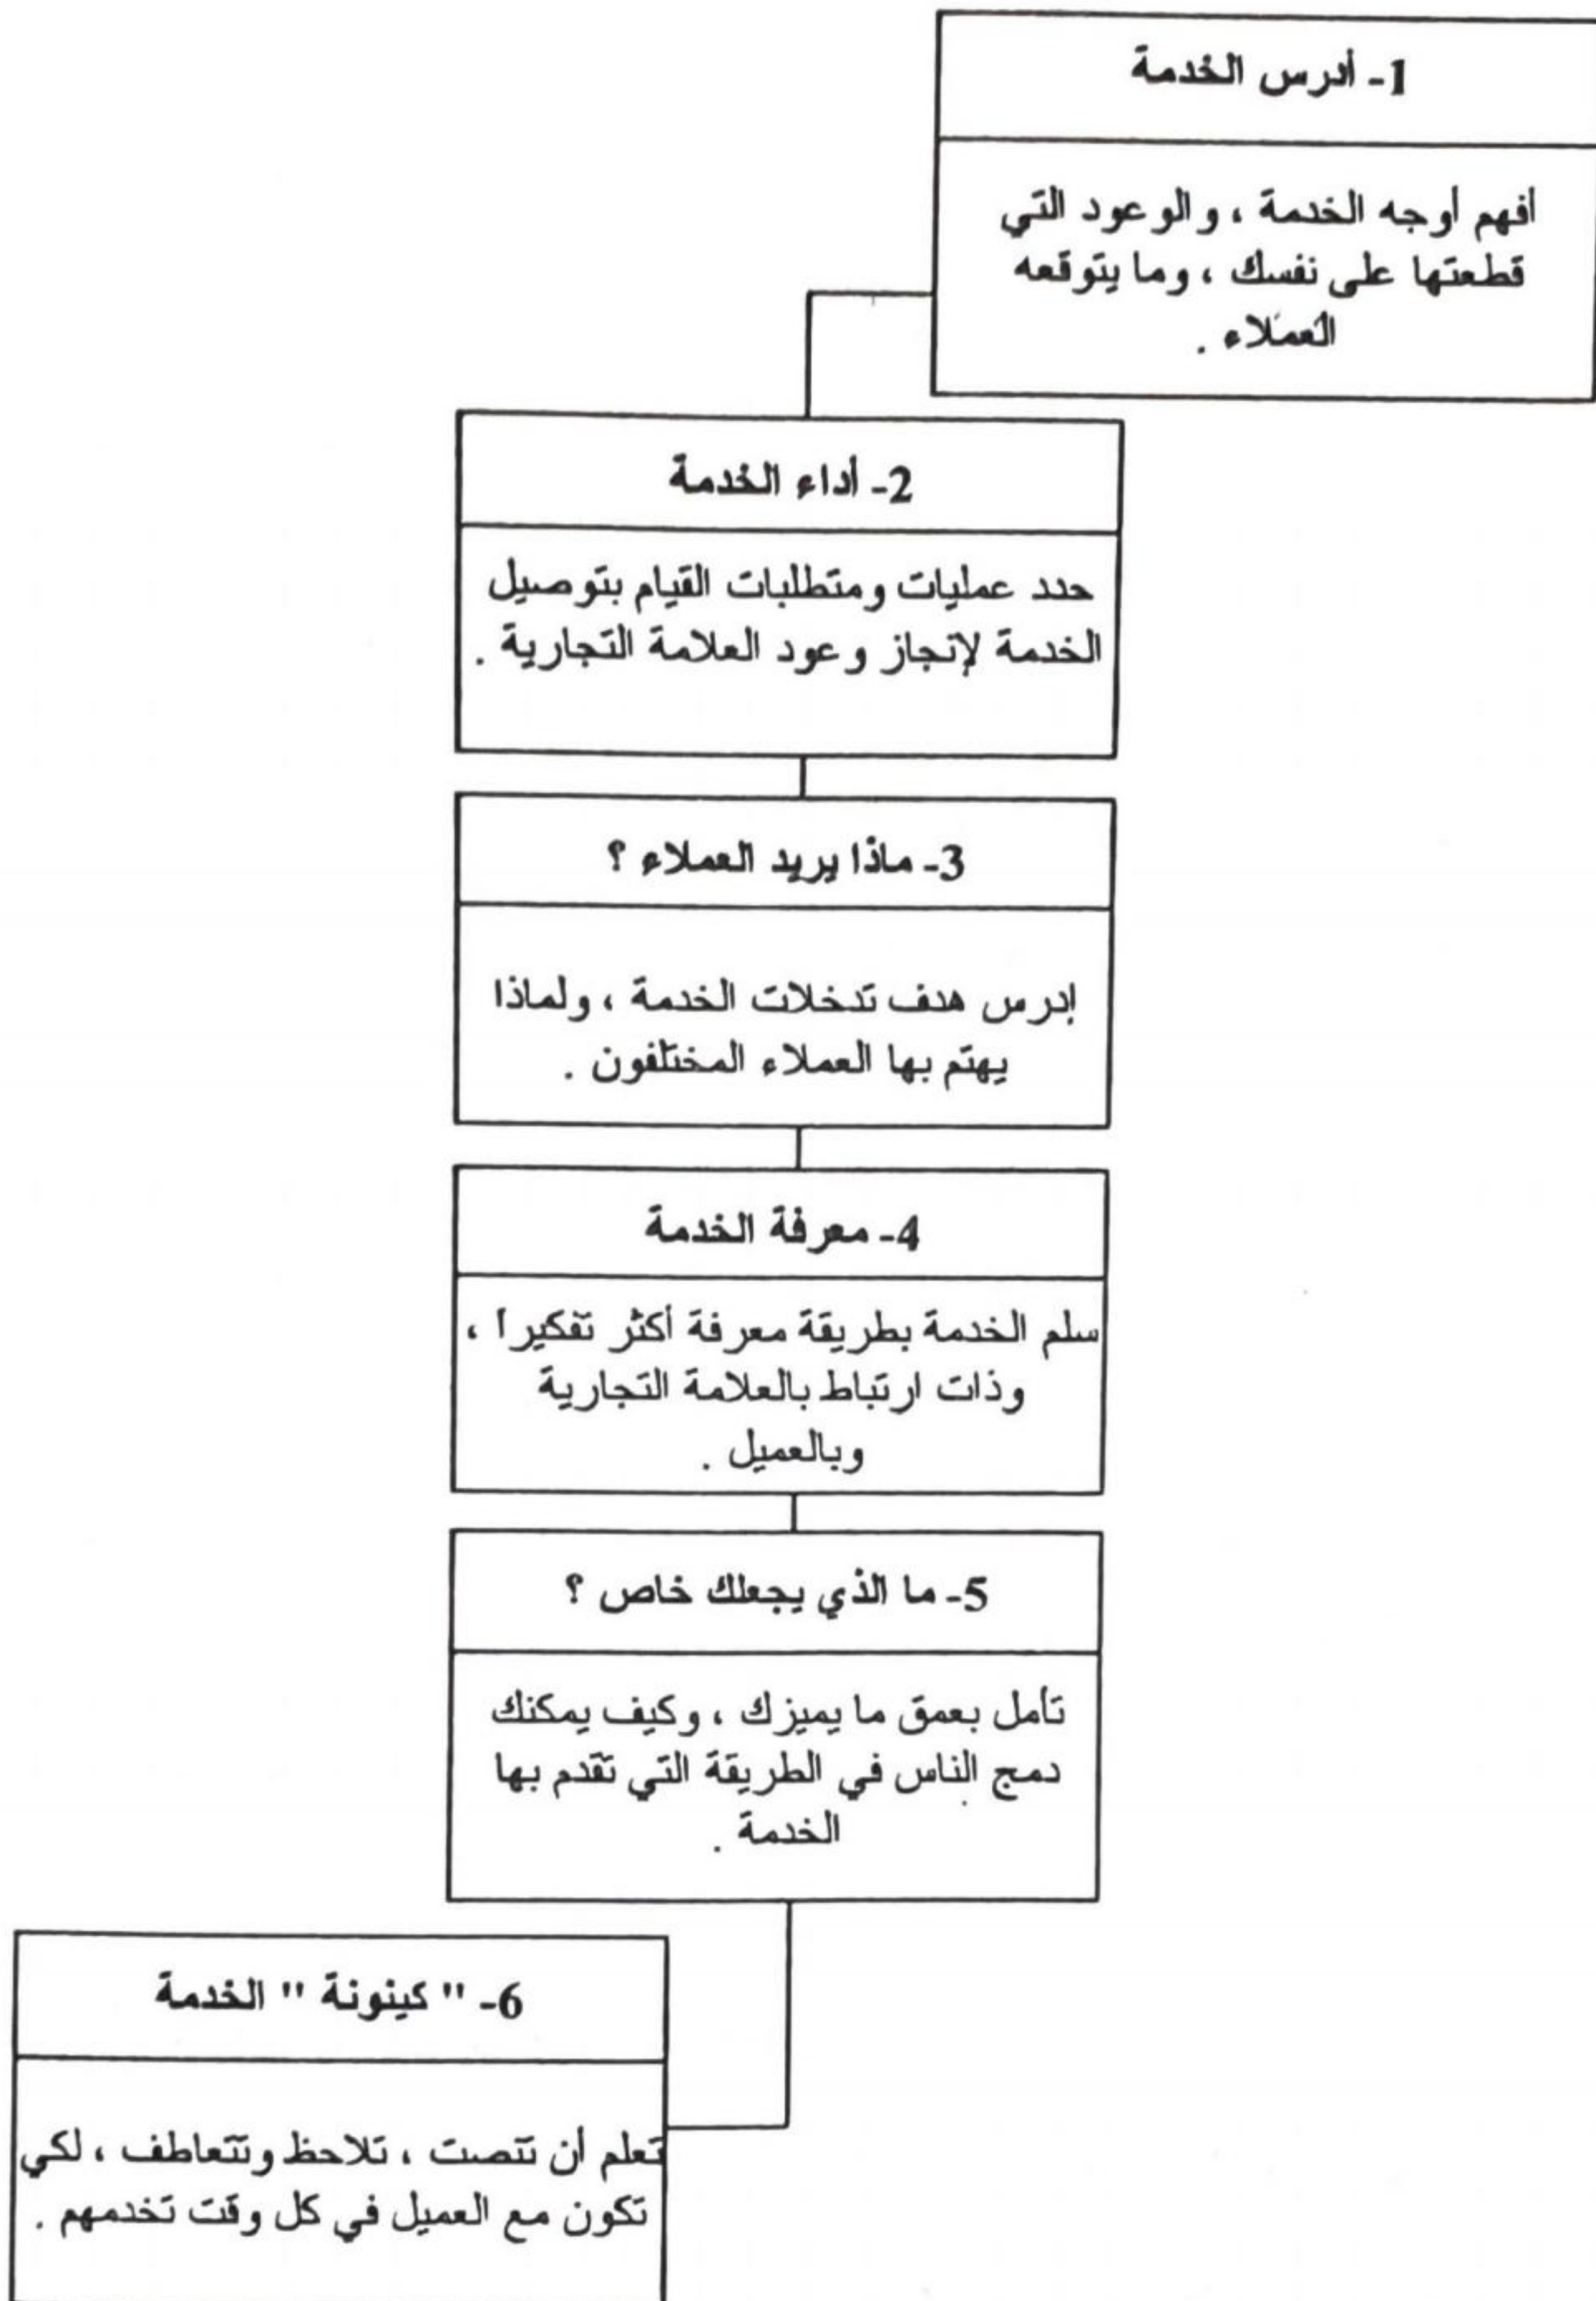 1- أدرس الخدمة
أفهم أوجه الخدمة ، والوعود التي
قطعتها على نفسك ، وما يتوقعه
العملاء .
2- أداء الخدمة
حدد عمليات ومتطلبات القيام بتوصيل
الخدمة لإنجاز وعود العلامة التجارية .
3- ماذا يريد العملاء ؟
إدرس هدف تدخلات الخدمة ، ولماذا
يهتم بها العملاء المختلفون .
4- معرفة الخدمة
سلم الخدمة بطريقة معرفة أكثر تفكيراً ،
وذات ارتباط بالعلامة التجارية
وبالعميل .
5- ما الذي يجعلك خاص ؟
تأمل بعمق ما يميزك ، وكيف يمكنك
دمج الناس في الطريقة التي تقدم بها
الخدمة .
6- " كينونة " الخدمة
تعلم أن تنصت ، تلاحظ وتتعاطف ، لكي
تكون مع العميل في كل وقت تخدمهم .